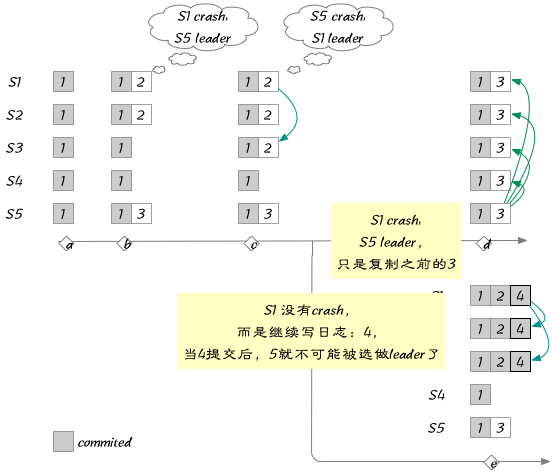 S1 crash,
S5 leader
S5 crash,
S1 leader
S1 1 1 2 1 2 1 3
S2 1 1 2 1 2 1 3
S3 1 1 1 2 1 3
S4 1 1 1 1 3
S5 1 1 3 1 3 1 3
a b c d
S1 crash,
S5 leader,
只是复制之前的3
S1 没有crash,
而是继续写日志：4,
当4提交后，5就不可能被选做leader了
1 2 4
1 2 4
1 2 4
S4 1
S5 1 3
commited
e